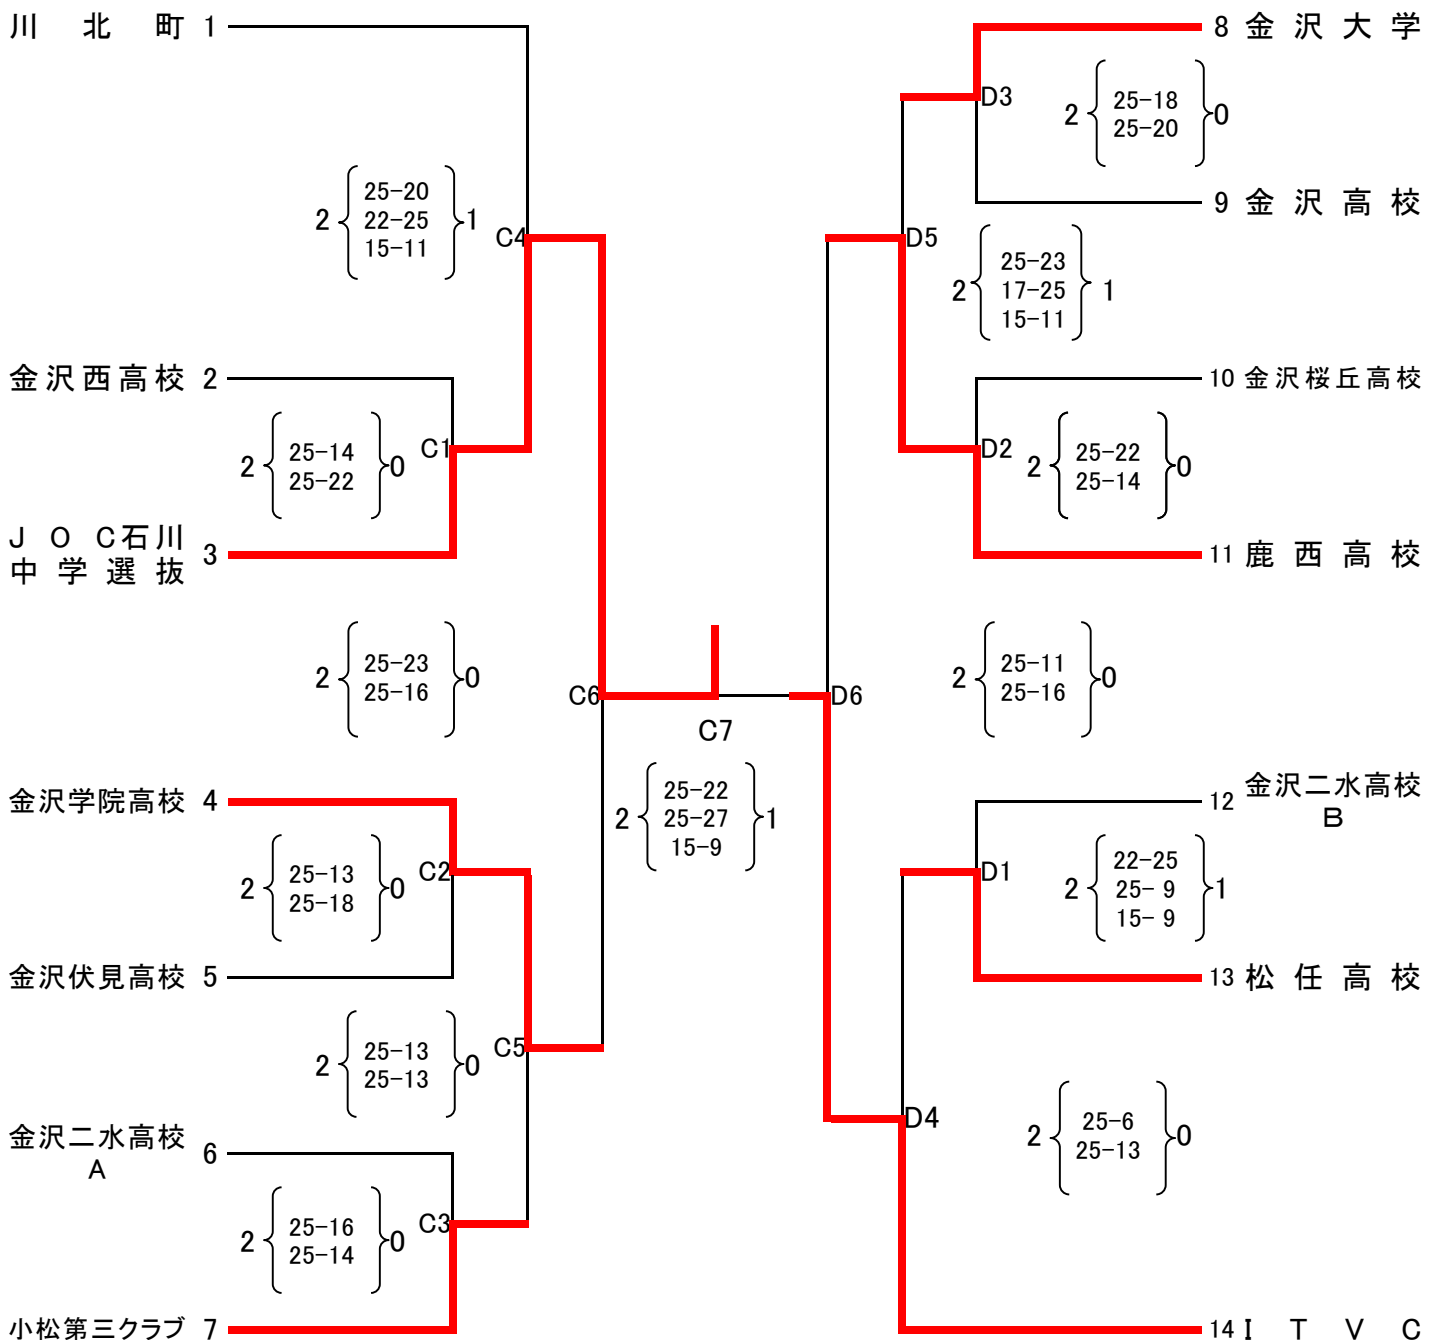 川北町 1
2 25-20 1
22-25
15-11
C4
金沢西高校 2
C1
2 25-14 0
25-22
JOC石川
中学選抜 3
2 25-23 0
25-16
C6
C7
金沢学院高校 4
2 25-22 1
25-27
15-9
C2
2 25-13 0
25-18
金沢伏見高校 5
C5
2 25-13 0
25-13
金沢二水高校
A 6
C3
2 25-16 0
25-14
小松第三クラブ 7
8 金沢大学
D3
2 25-18 0
25-20
9 金沢高校
D5
2 25-23 1
17-25
15-11
10 金沢桜丘高校
D2
2 25-22 0
25-14
11 鹿西高校
2 25-11 0
25-16
D6
12 金沢二水高校
B
D1
2 22-25 1
25- 9
15- 9
13 松任高校
D4
2 25-6 0
25-13
14 ITVC